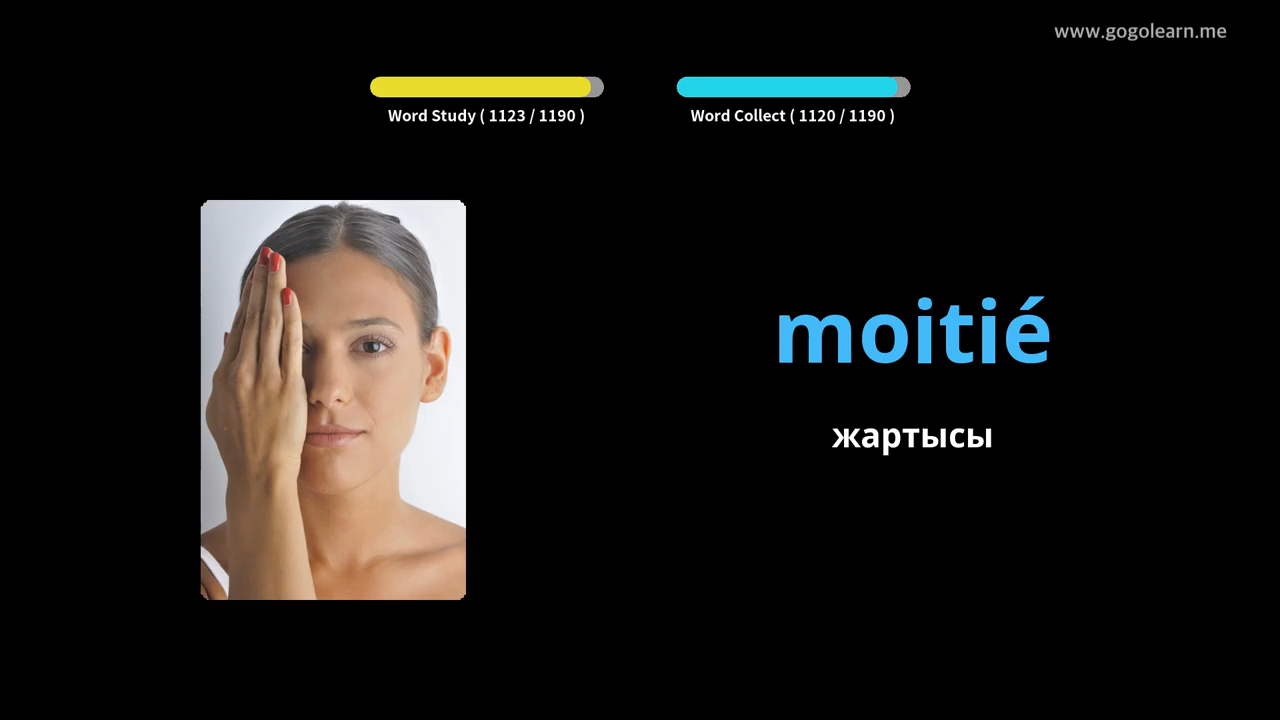 www.gogolearn.me
Word Study ( 1123 / 1190 )
Word Collect ( 1120 / 1190 )
moitié
жартысы